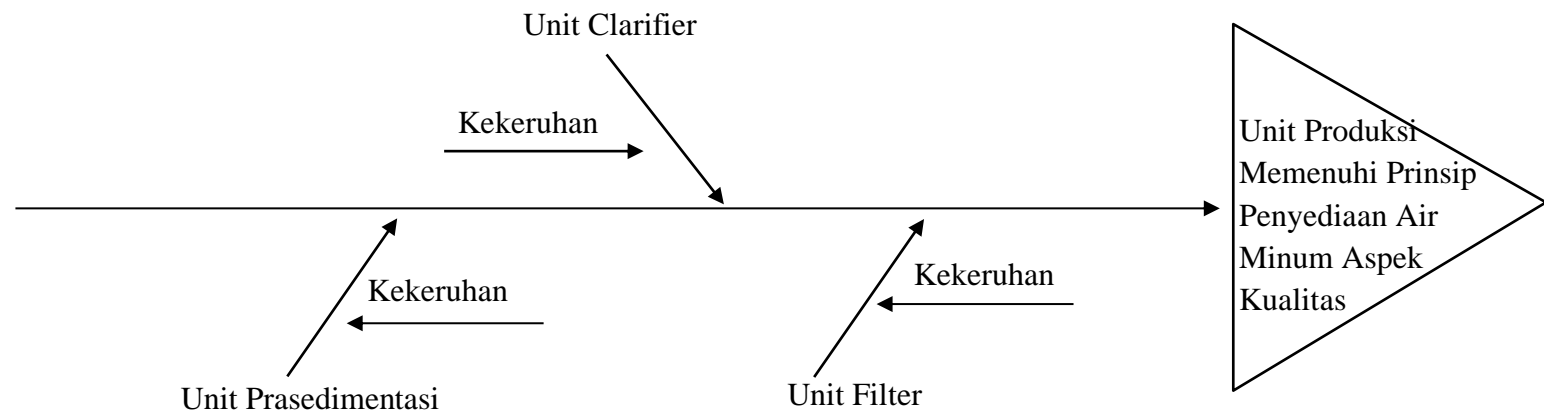 Unit Clarifier
Kekeruhan
Unit Produksi
Memenuhi Prinsip
Penyediaan Air
Minum Aspek
Kualitas
Kekeruhan
Kekeruhan
Unit Prasedimentasi
Unit Filter